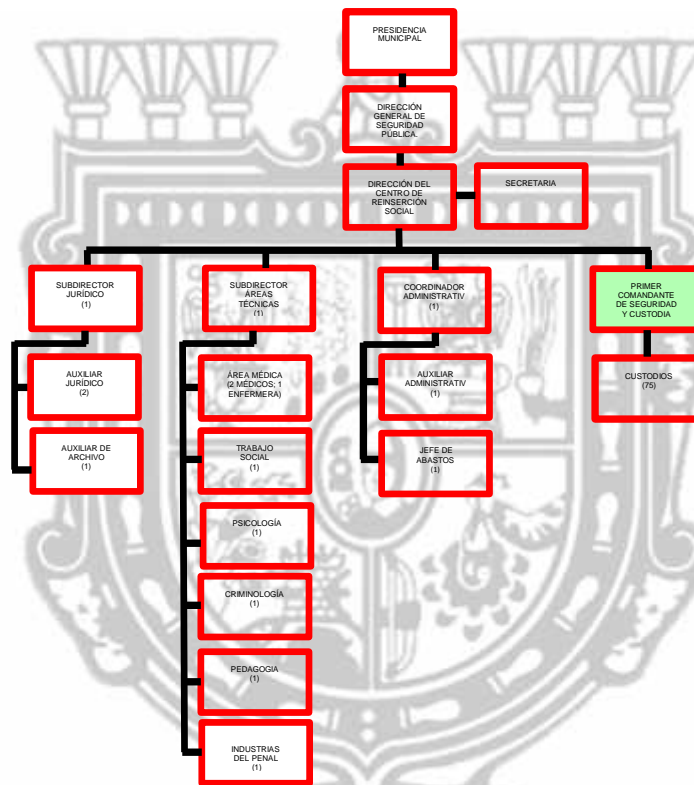 PRESIDENCIA
MUNICIPAL
DIRECCIÓN
GENERAL DE
SEGURIDAD
PÚBLICA.
DIRECCIÓN DEL
CENTRO DE
REINSERCIÓN
SOCIAL
SECRETARIA
SUBDIRECTOR
JURÍDICO
(1)
SUBDIRECTOR
ÁREAS
TÉCNICAS
(1)
COORDINADOR
ADMINISTRATIV
(1)
PRIMER
COMANDANTE
DE SEGURIDAD
Y CUSTODIA
AUXILIAR
JURÍDICO
(2)
AUXILIAR DE
ARCHIVO
(1)
ÁREA MÉDICA
(2 MÉDICOS; 1
ENFERMERA)
TRABAJO
SOCIAL
(1)
PSICOLOGÍA
(1)
CRIMINOLOGÍA
(1)
PEDAGOGIA
(1)
INDUSTRIAS
DEL PENAL
(1)
AUXILIAR
ADMINISTRATIV
(1)
JEFE DE
ABASTOS
(1)
CUSTODIOS
(75)